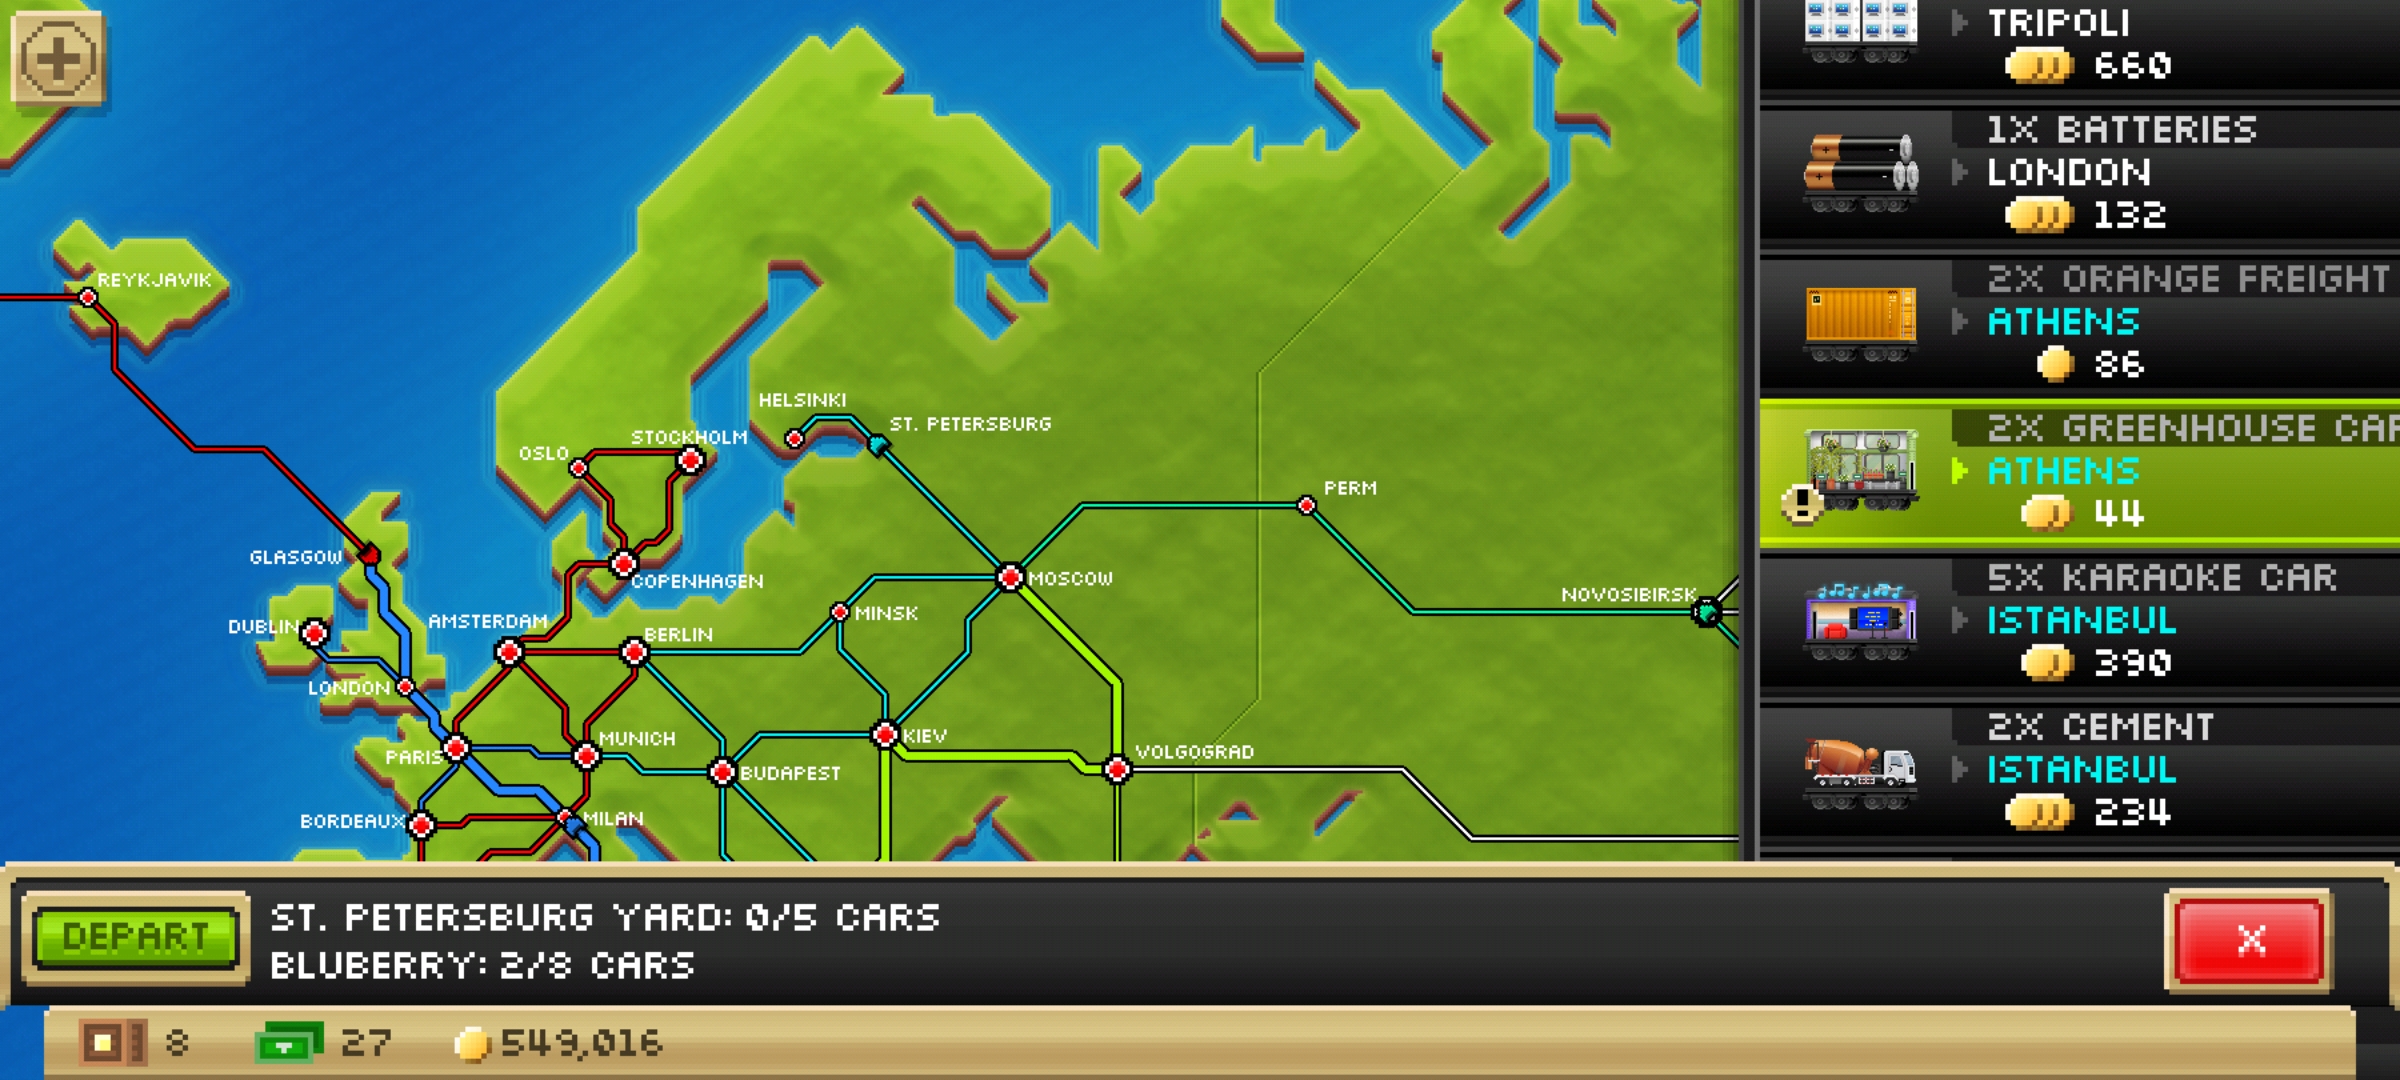 REYKJAVIK
HELSINKI
ST. PETERSBURG
STOCKHOLM
OSLO
PERM
GLASGOW
COPENHAGEN
MOSCOW
NOVOSIBIRSK
AMSTERDAM
MINSK
DUBLIN
BERLIN
LONDON
MUNICH
KIEV
VOLGOGRAD
PARIS
BUDAPEST
BORDEAUX
MILAN
TRIPOLI
660
1X BATTERIES
LONDON
132
2X ORANGE FREIGHT
ATHENS
86
2X GREENHOUSE CAR
ATHENS
44
5X KARAOKE CAR
ISTANBUL
390
2X CEMENT
ISTANBUL
234
DEPART
ST. PETERSBURG YARD: 0/5 CARS
BLUBERRY: 2/8 CARS
X
8
27
549,016